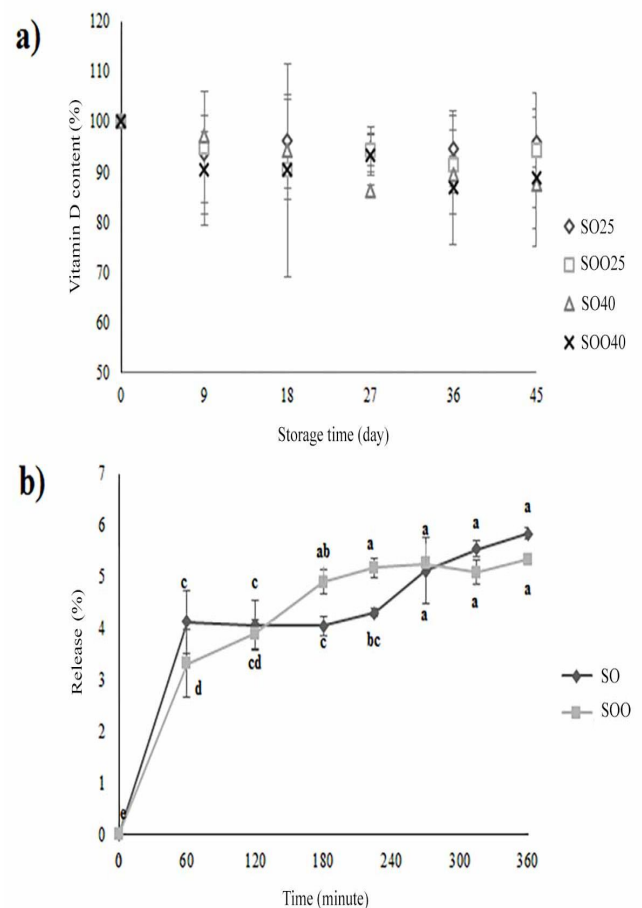 a)
120
110
100
90
80
70
60
50
Vitamin D content (%)
0 9 18 27 36 45
Storage time (day)
SO25
SOO25
SO40
SOO40
b)
7
6
5
4
3
2
1
0
Release (%)
c c ab a a a a
e d cd c bc a a a
0 60 120 180 240 300 360
Time (minute)
SO
SOO